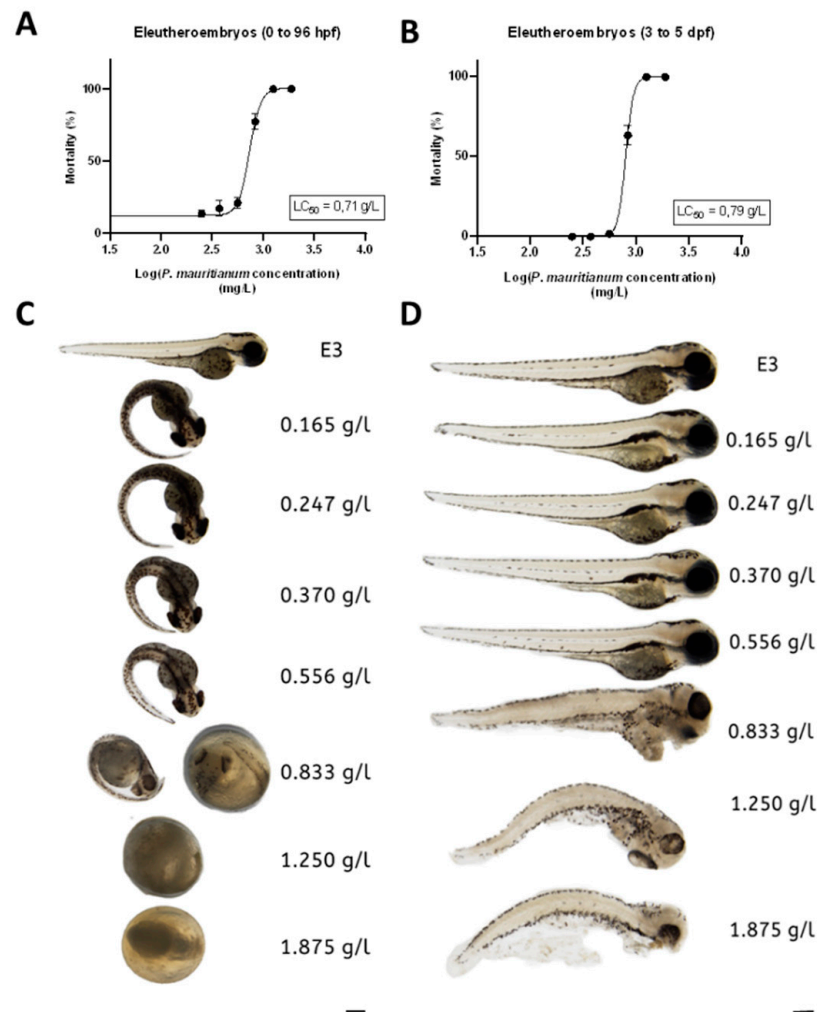 A
Eleutheroembryos (0 to 96 hpf)
Mortality (%)
100
50
0
1.5
2.0
2.5
3.0
3.5
4.0
LC50 = 0,71 g/L
Log(P. mauritianum concentration)
(mg/L)
B
Eleutheroembryos (3 to 5 dpf)
Mortality (%)
100
50
0
1.5
2.0
2.5
3.0
3.5
4.0
LC50 = 0,79 g/L
Log(P. mauritianum concentration)
(mg/L)
C
E3
0.165 g/l
0.247 g/l
0.370 g/l
0.556 g/l
0.833 g/l
1.250 g/l
1.875 g/l
D
E3
0.165 g/l
0.247 g/l
0.370 g/l
0.556 g/l
0.833 g/l
1.250 g/l
1.875 g/l